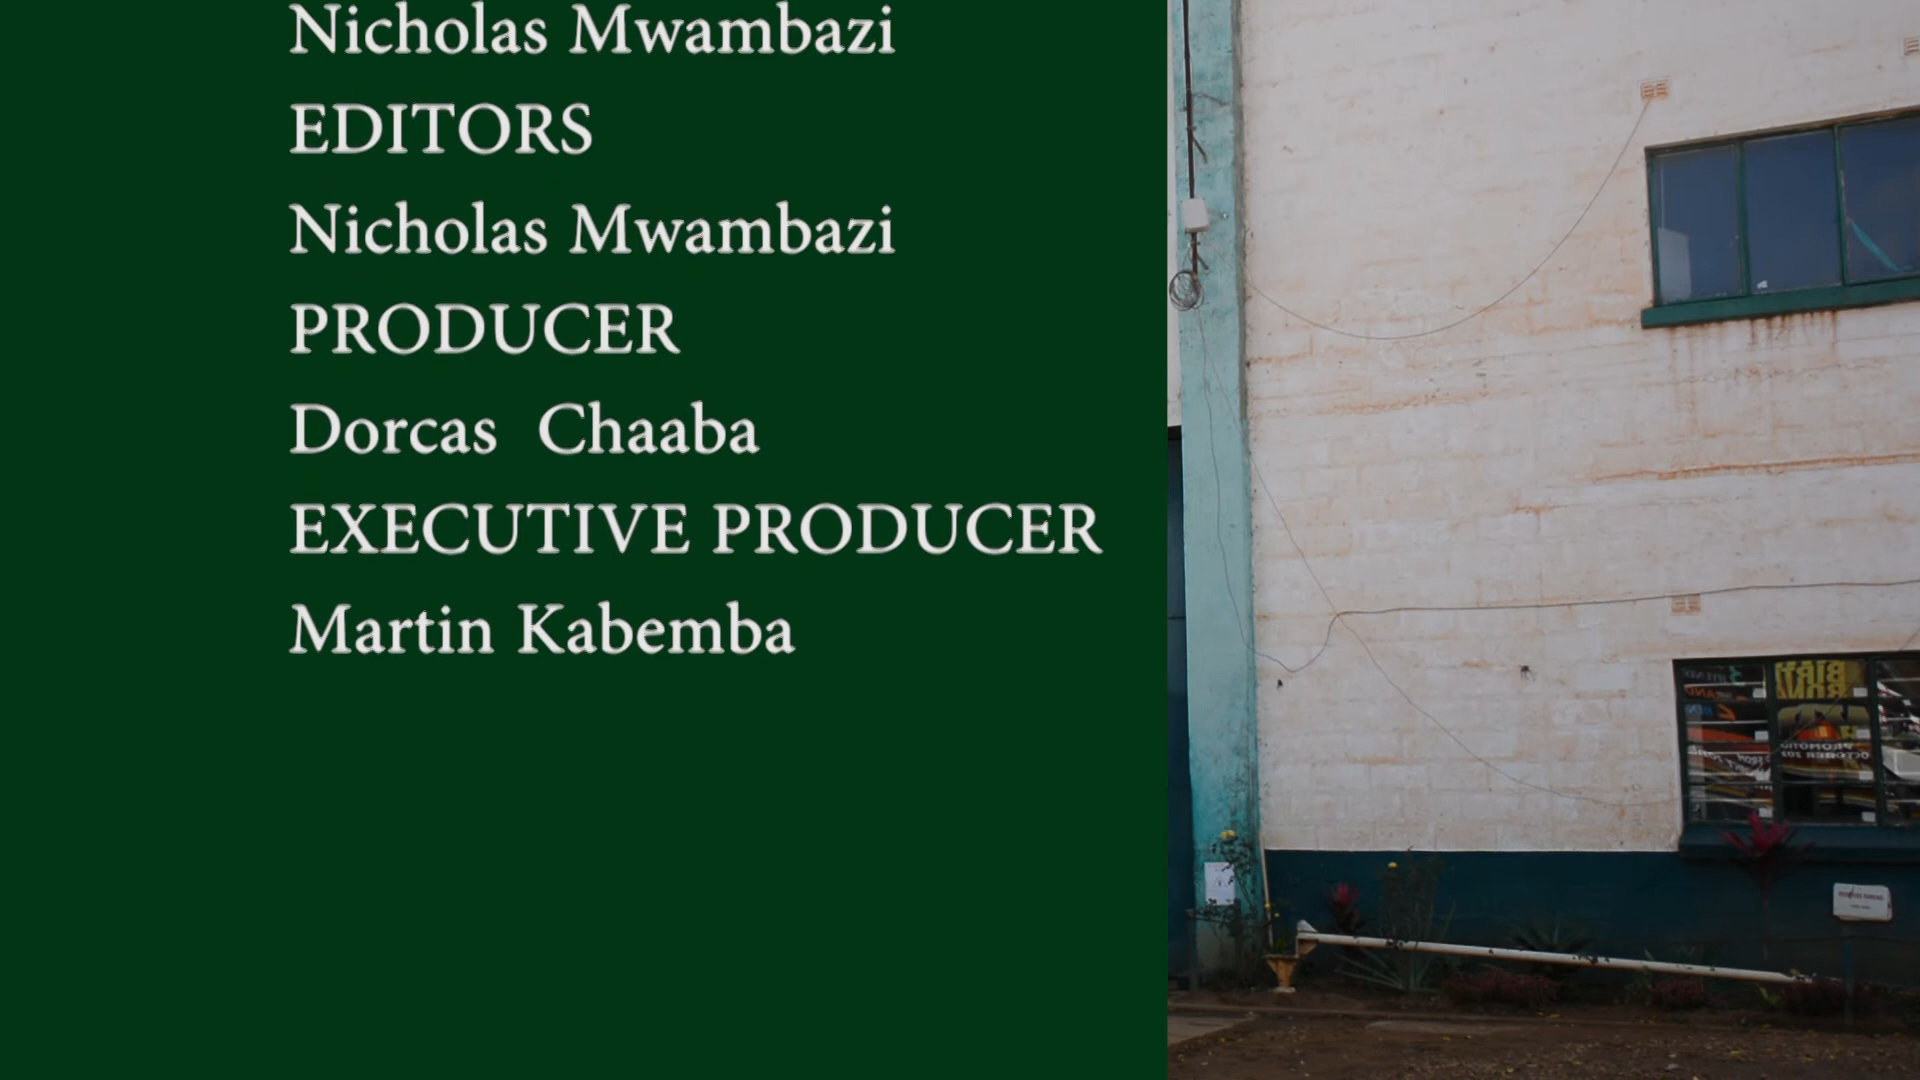 Nicholas Mwambazi
EDITORS
Nicholas Mwambazi
PRODUCER
Dorcas  Chaaba
EXECUTIVE PRODUCER
Martin Kabemba